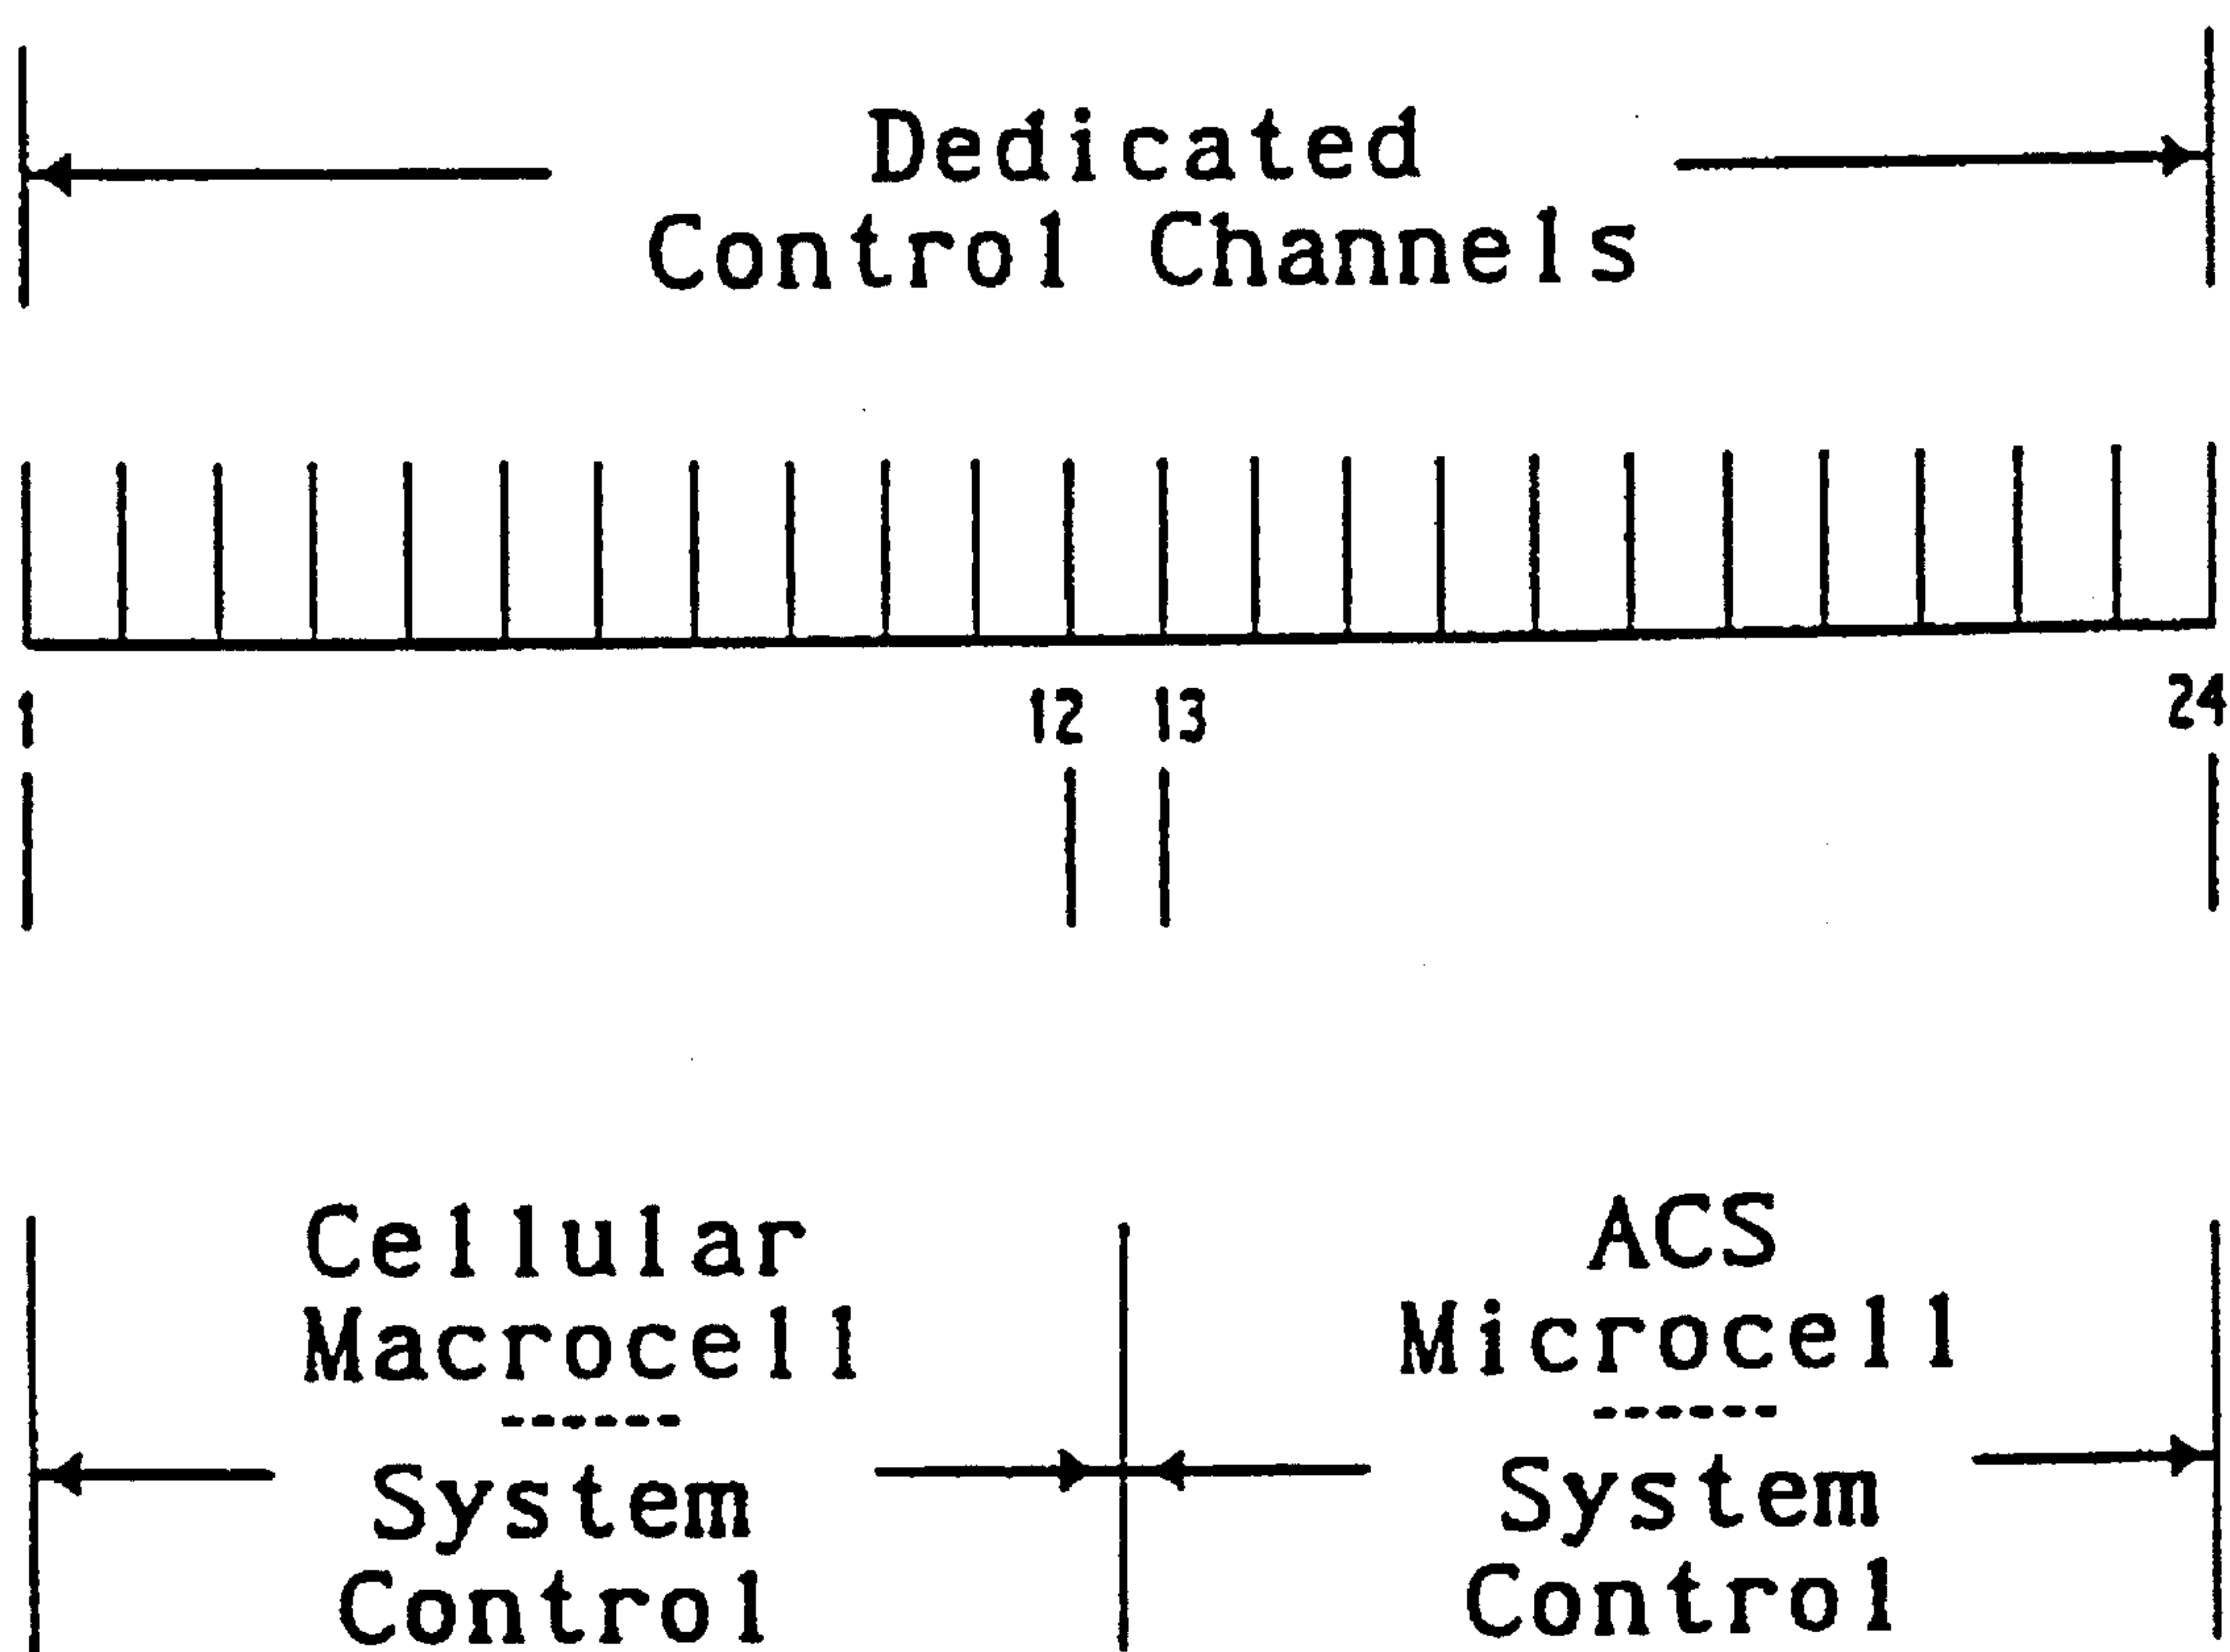 Dedicated
Control Channels
1 12 13 24
Cellular
Macrocell
------
System
Control
ACS
Microcell
------
System
Control